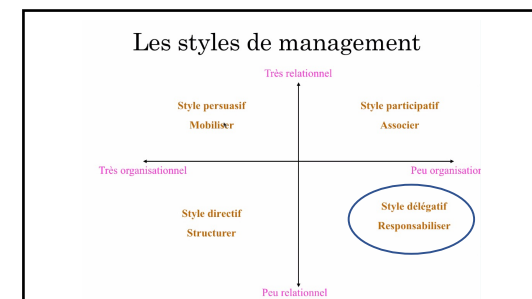 Les styles de management
Très relationnel
Style persuasif
Mobiliser
Style participatif
Associer
Très organisationnel
Peu organisation
Style directif
Structurer
Style délégatif
Responsabiliser
Peu relationnel